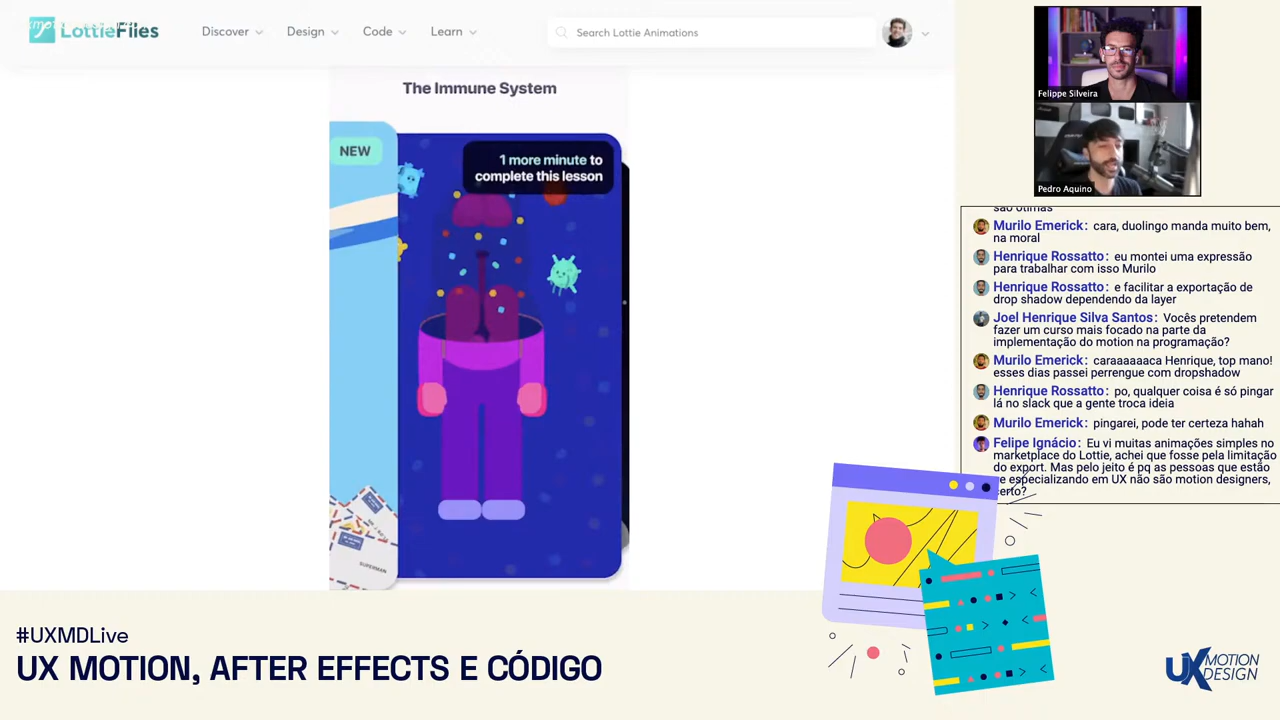 LottieFiles
Discover
Design
Code
Learn
Search Lottie Animations
The Immune System
NEW
1 more minute to
complete this lesson
SUPERMAN
Felippe Silveira
Pedro Aquino
são ótimas
Murilo Emerick: cara, duolingo manda muito bem,
na moral
Henrique Rossatto: eu montei uma expressão
para trabalhar com isso Murilo
Henrique Rossatto: e facilitar a exportação de
drop shadow dependendo da layer
Joel Henrique Silva Santos: Vocês pretendem
fazer um curso mais focado na parte da
implementação do motion na programação?
Murilo Emerick: caraaaaaaca Henrique, top mano!
esses dias passei perrengue com dropshadow
Henrique Rossatto: po, qualquer coisa é só pingar
lá no slack que a gente troca ideia
Murilo Emerick: pingarei, pode ter certeza hahah
Felipe Ignácio: Eu vi muitas animações simples no
marketplace do Lottie, achei que fosse pela limitação
do export. Mas pelo jeito é pq as pessoas que estão
e especializando em UX não são motion designers,
certo?
#UXMDLive
UX MOTION, AFTER EFFECTS E CÓDIGO
UX MOTION
DESIGN